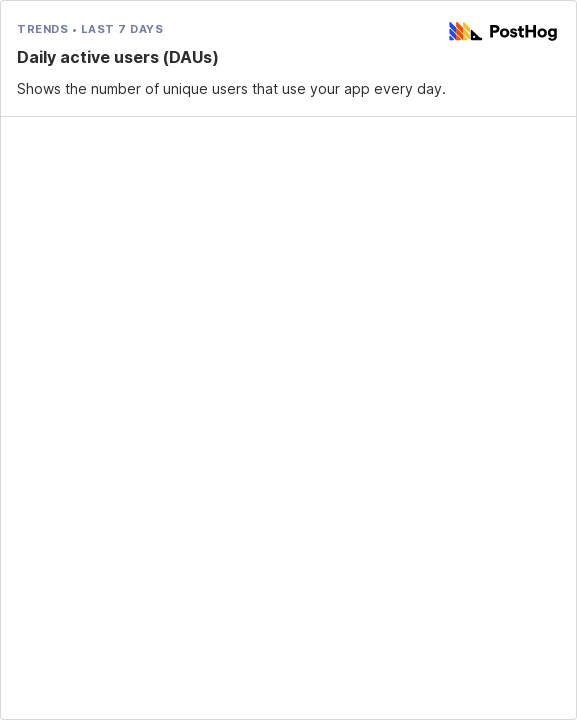 TRENDS • LAST 7 DAYS
PostHog
Daily active users (DAUs)
Shows the number of unique users that use your app every day.